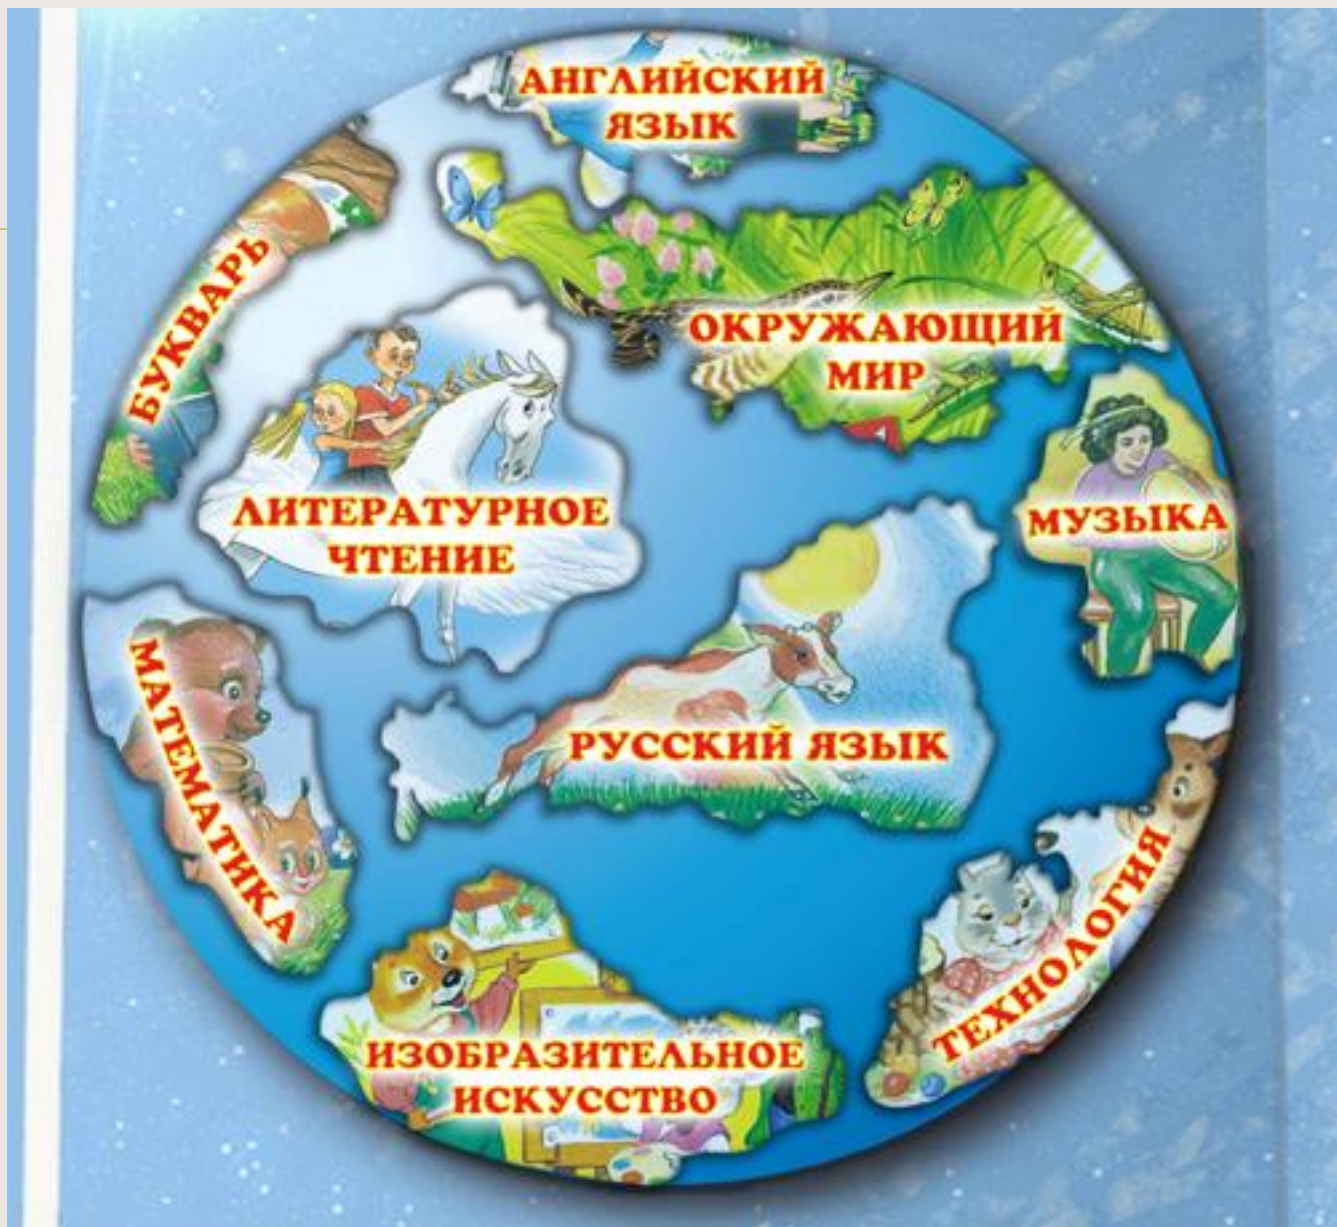 АНГЛИЙСКИЙ
ЯЗЫК
БУКВАРЬ
ОКРУЖАЮЩИЙ
МИР
ЛИТЕРАТУРНОЕ
ЧТЕНИЕ
МУЗЫКА
МАТЕМАТИКА
РУССКИЙ ЯЗЫК
ТЕХНОЛОГИЯ
ИЗОБРАЗИТЕЛЬНОЕ
ИСКУССТВО